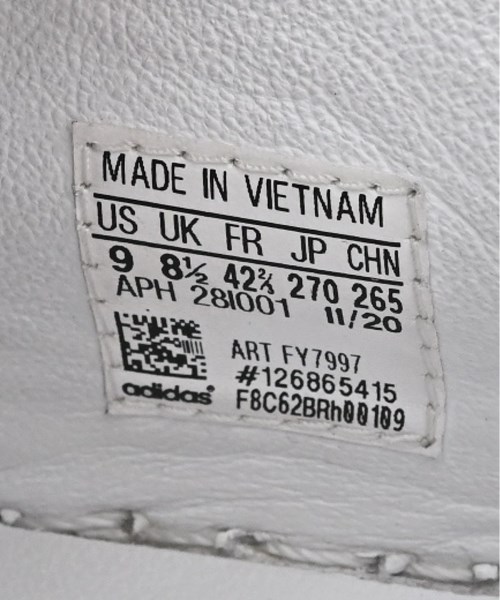 MADE IN VIETNAM
US UK FR JP CHN
9 8½ 42⅔ 270 265
APH 281001 11/20
ART FY7997
#126865415
adidas F8C62BRh00109